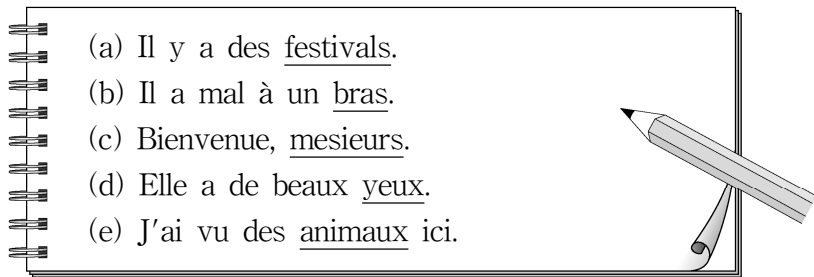 (a) Il y a des festivals.
(b) Il a mal à un bras.
(c) Bienvenue, mesieurs.
(d) Elle a de beaux yeux.
(e) J'ai vu des animaux ici.